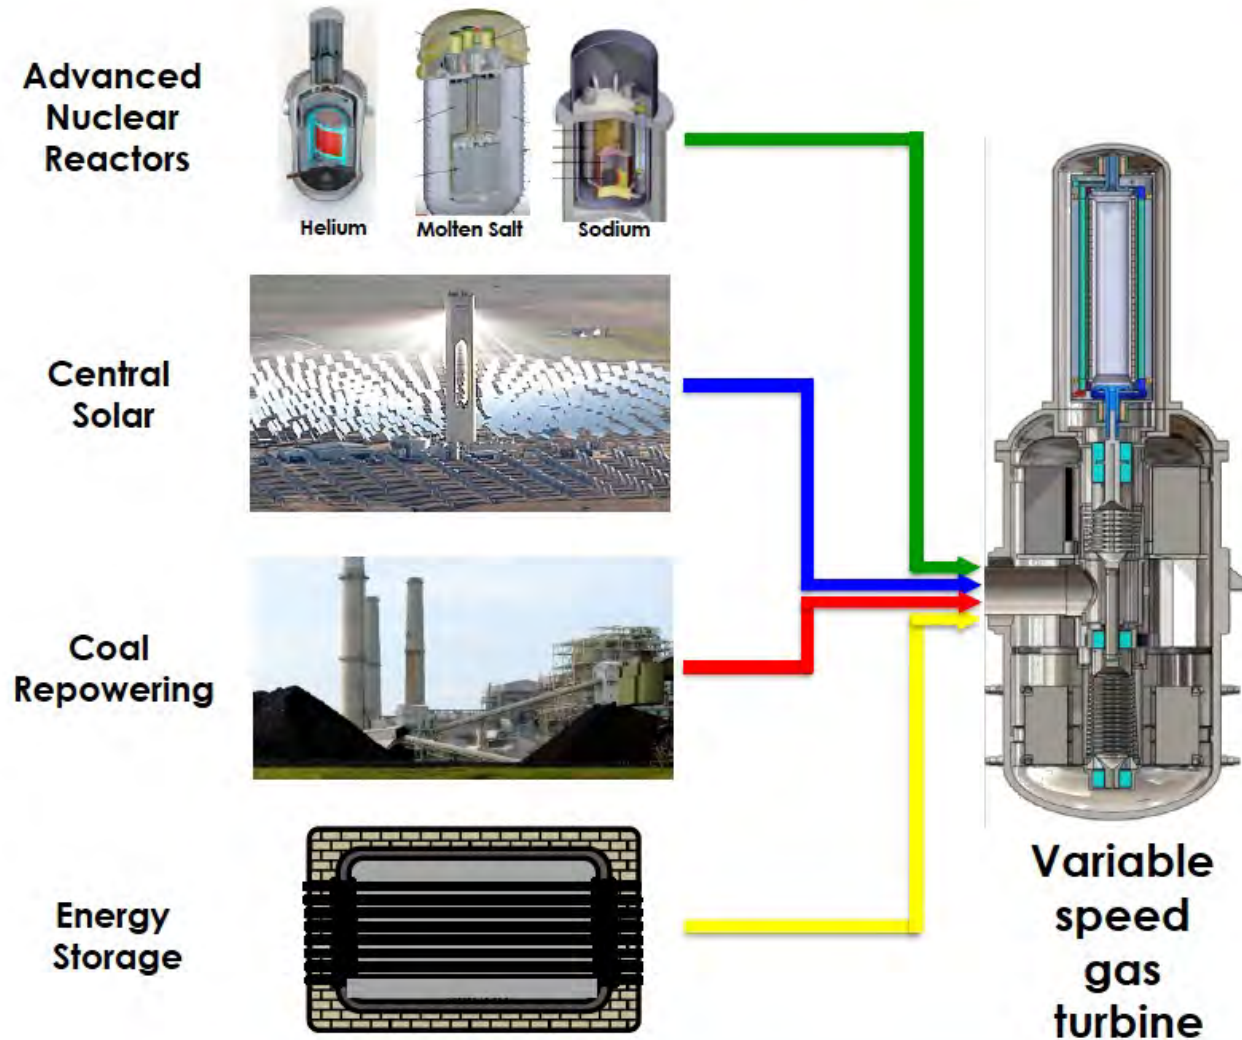 Advanced
Nuclear
Reactors
Helium
Molten Salt
Sodium
Central
Solar
Coal
Repowering
Energy
Storage
Variable
speed
gas
turbine